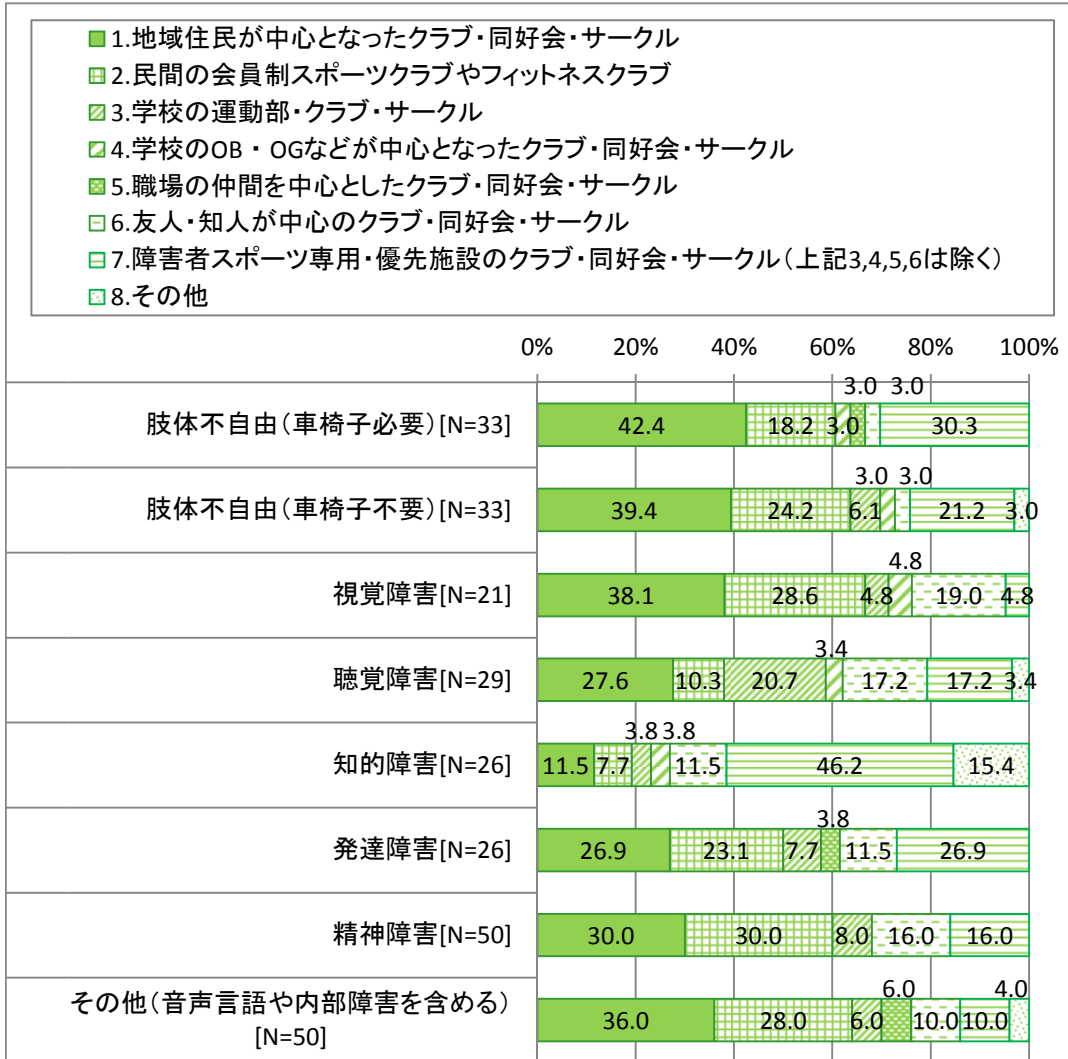 1.地域住民が中心となったクラブ・同好会・サークル
2.民間の会員制スポーツクラブやフィットネスクラブ
3.学校の運動部・クラブ・サークル
4.学校のOB ・ OGなどが中心となったクラブ・同好会・サークル
5.職場の仲間を中心としたクラブ・同好会・サークル
6.友人・知人が中心のクラブ・同好会・サークル
7.障害者スポーツ専用・優先施設のクラブ・同好会・サークル(上記3,4,5,6は除く)
8.その他
0% 20% 40% 60% 80% 100%
3.0 3.0
肢体不自由(車椅子必要)[N=33] 42.4 18.2 3.0 30.3
3.0 3.0
肢体不自由(車椅子不要)[N=33] 39.4 24.2 6.1 21.2 3.0
4.8
視覚障害[N=21] 38.1 28.6 4.8 19.0 4.8
3.4
聴覚障害[N=29] 27.6 10.3 20.7 17.2 17.2 3.4
3.8 3.8
知的障害[N=26] 11.5 7.7 11.5 46.2 15.4
3.8
発達障害[N=26] 26.9 23.1 7.7 11.5 26.9
精神障害[N=50] 30.0 30.0 8.0 16.0 16.0
6.0 4.0
その他(音声言語や内部障害を含める)
[N=50] 36.0 28.0 6.0 10.0 10.0